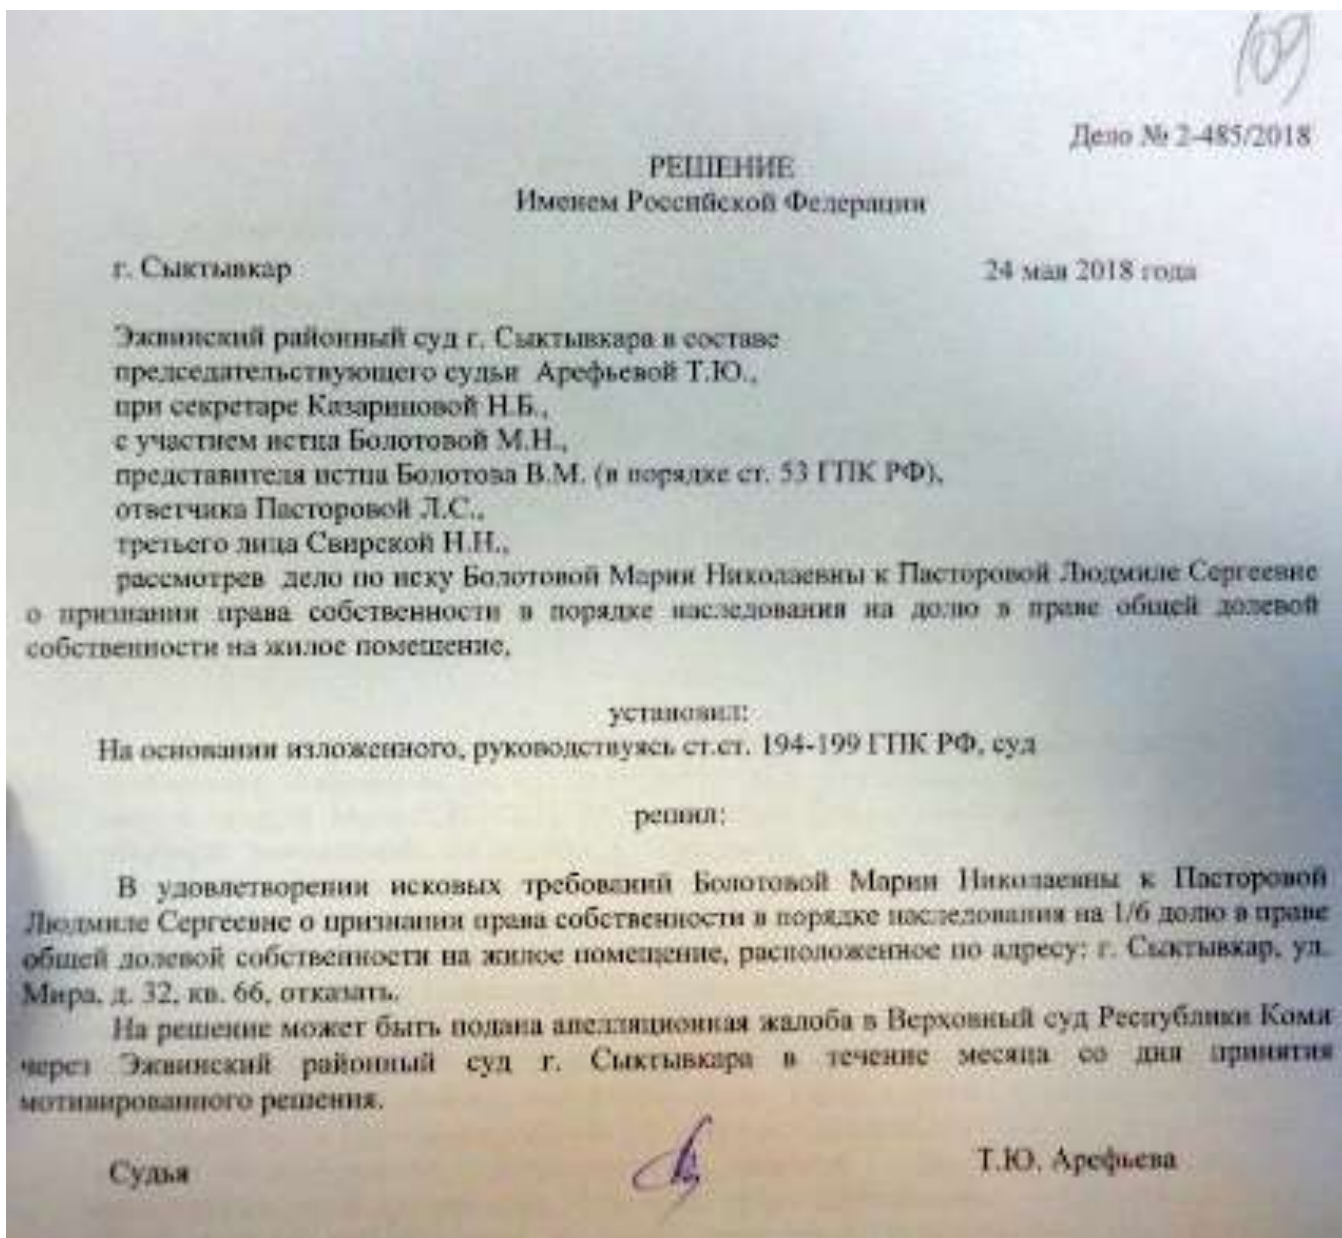 109
Дело № 2-485/2018
РЕШЕНИЕ
Именем Российской Федерации
г. Сыктывкар
24 мая 2018 года
Эжвинский районный суд г. Сыктывкара в составе
председательствующего судьи Арефьевой Т.Ю.,
при секретаре Казариновой Н.Б.,
с участием истца Болотовой М.Н.,
представителя истца Болотова В.М. (в порядке ст. 53 ГПК РФ),
ответчика Пасторовой Л.С.,
третьего лица Свирской Н.Н.,
рассмотрев дело по иску Болотовой Марии Николаевны к Пасторовой Людмиле Сергеевне
о признании права собственности в порядке наследования на долю в праве общей долевой
собственности на жилое помещение,
установил:
На основании изложенного, руководствуясь ст.ст. 194-199 ГПК РФ, суд
решил:
В удовлетворении исковых требований Болотовой Марии Николаевны к Пасторовой
Людмиле Сергеевне о признании права собственности в порядке наследования на 1/6 долю в праве
общей долевой собственности на жилое помещение, расположенное по адресу: г. Сыктывкар, ул.
Мира, д. 32, кв. 66, отказать.
На решение может быть подана апелляционная жалоба в Верховный суд Республики Коми
через Эжвинский районный суд г. Сыктывкара в течение месяца со дня принятия
мотивированного решения.
Судья
Т.Ю. Арефьева